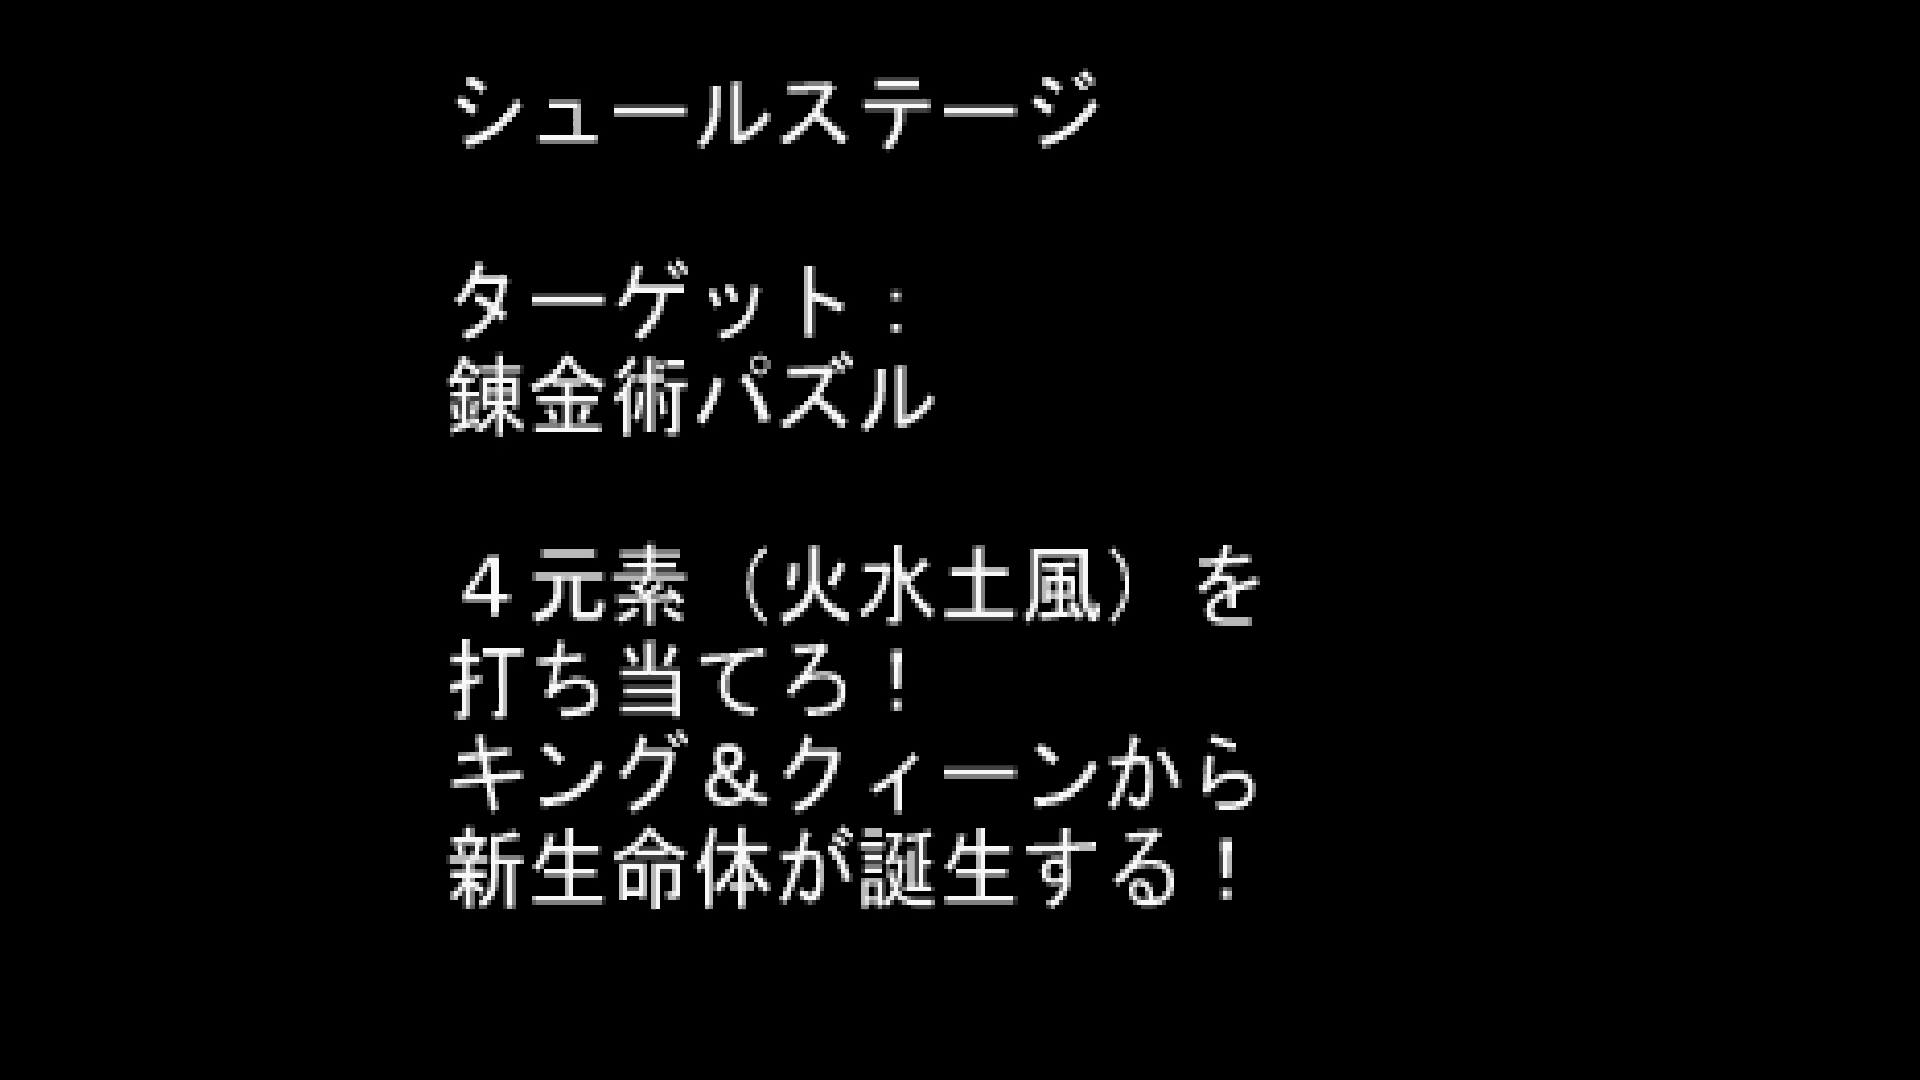 シュールステージ
ターゲット：
錬金術パズル
４元素（火水土風）を
打ち当てろ！
キング＆クィーンから
新生命体が誕生する！